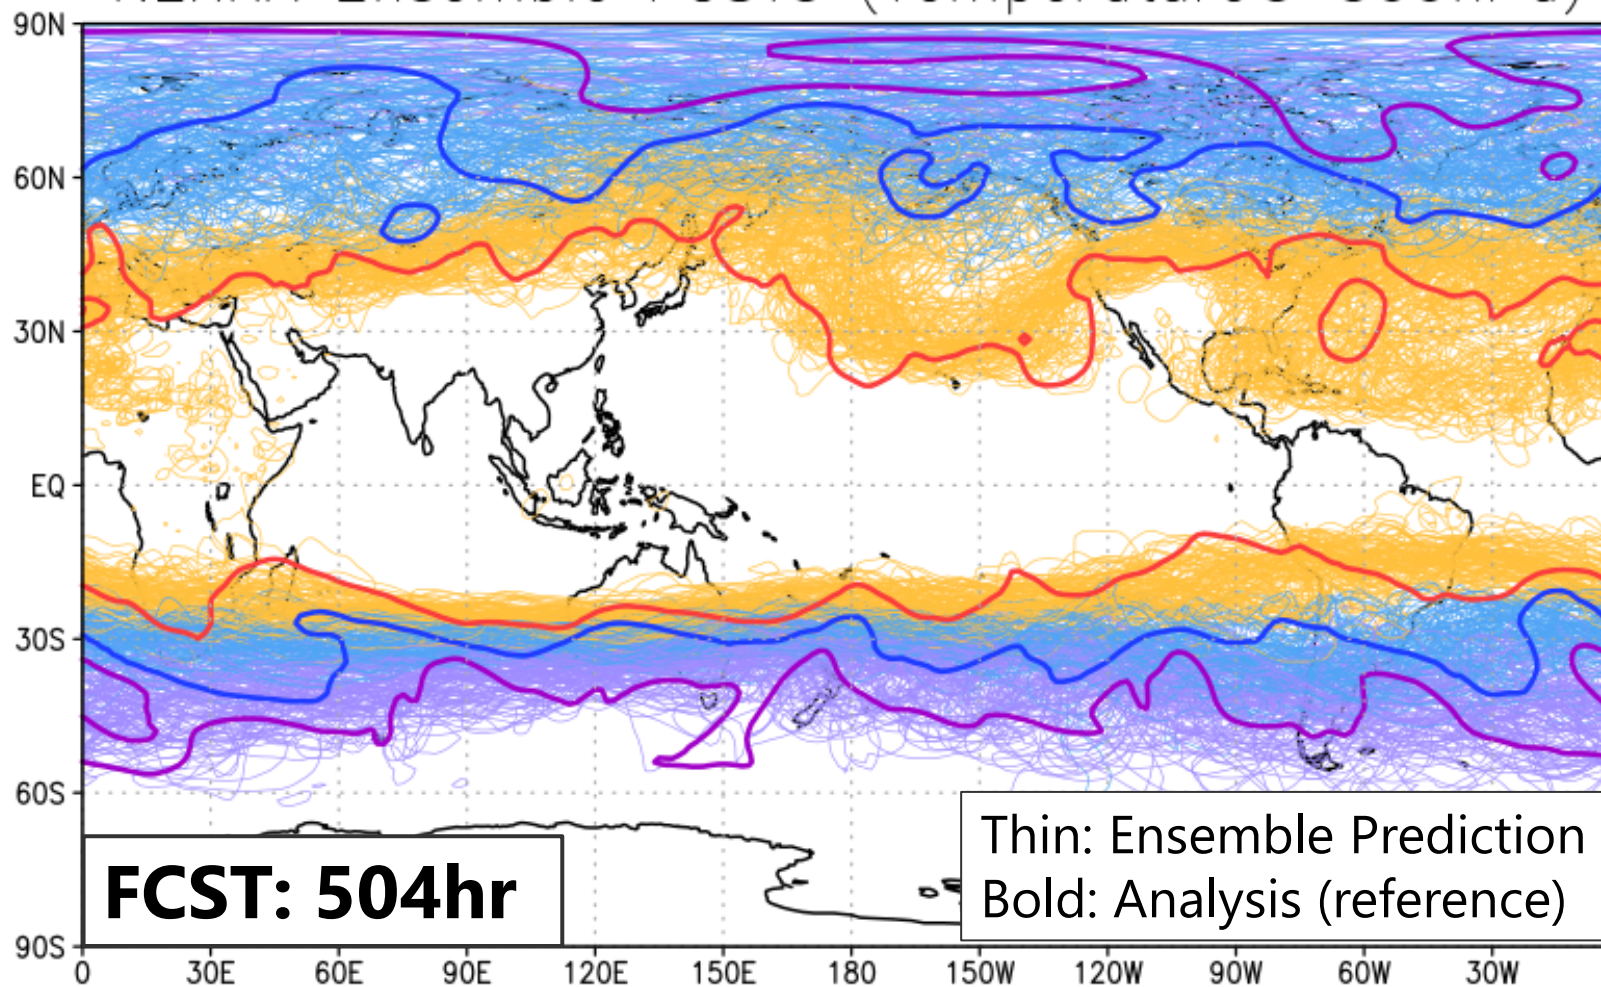 90N
60N
30N
EQ
30S
60S
90S
Thin: Ensemble Prediction
Bold: Analysis (reference)
FCST: 504hr
0 30E 60E 90E 120E 150E 180 150W 120W 90W 60W 30W